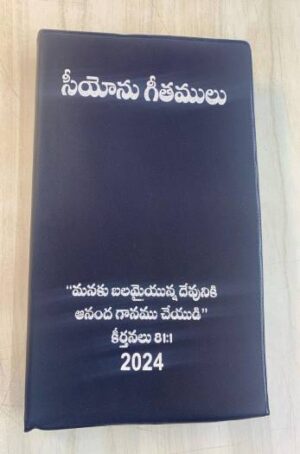 సీయోను గీతములు
“మనకు బలమైయున్న దేవునికి
ఆనంద గానము చేయుడి”
కీర్తనలు 81:1
2024